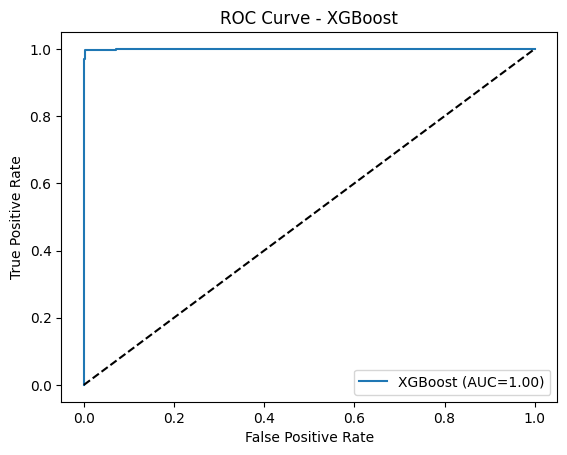 ROC Curve - XGBoost
True Positive Rate
1.0
0.8
0.6
0.4
0.2
0.0
XGBoost (AUC=1.00)
0.0 0.2 0.4 0.6 0.8 1.0
False Positive Rate